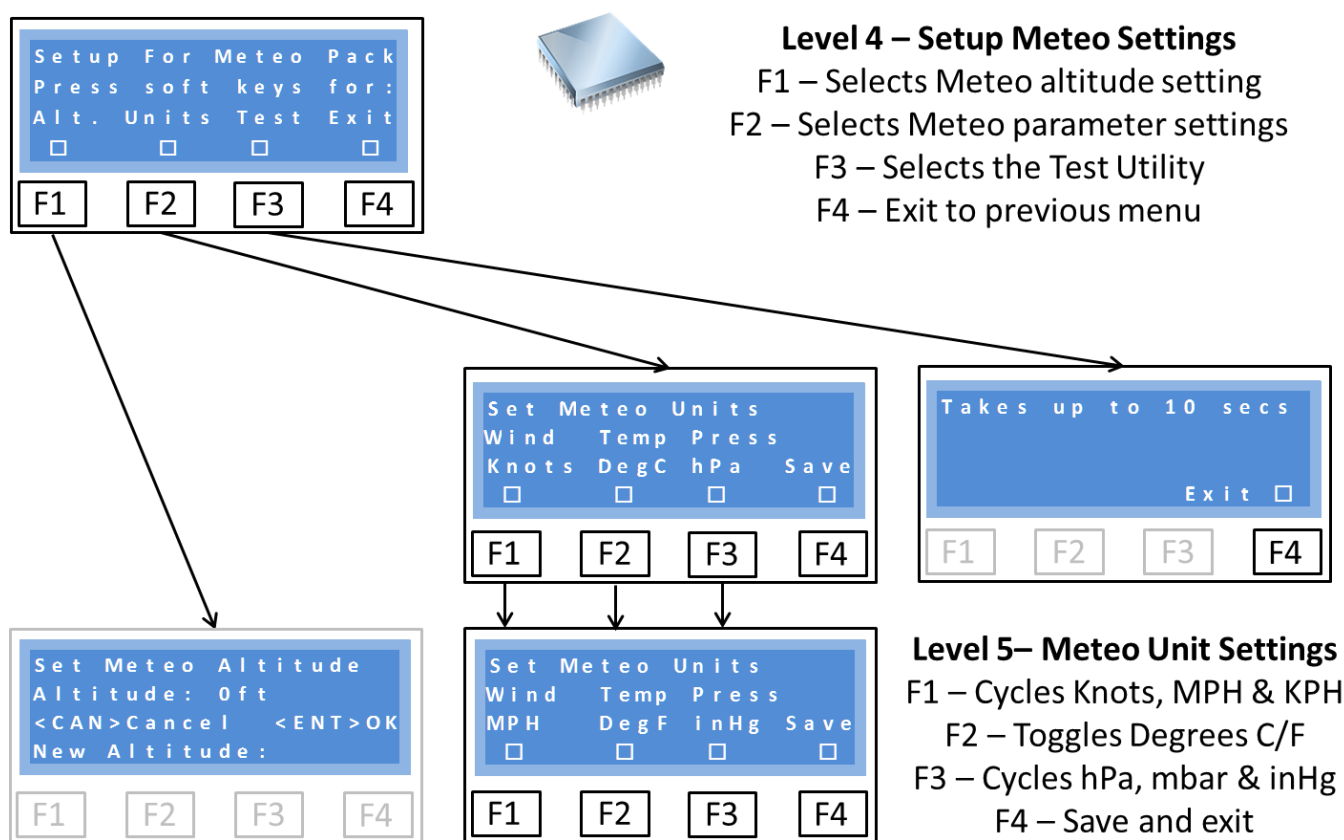 Setup For Meteo Pack
Press soft keys for:
Alt. Units Test Exit
F1 F2 F3 F4
Level 4 – Setup Meteo Settings
F1 – Selects Meteo altitude setting
F2 – Selects Meteo parameter settings
F3 – Selects the Test Utility
F4 – Exit to previous menu
Set Meteo Units
Wind Temp Press
Knots DegC hPa Save
F1 F2 F3 F4
Takes up to 10 secs
Exit
F1 F2 F3 F4
Set Meteo Altitude
Altitude: 0ft
<CAN>Cancel <ENT>OK
New Altitude:
F1 F2 F3 F4
Set Meteo Units
Wind Temp Press
MPH DegF inHg Save
F1 F2 F3 F4
Level 5– Meteo Unit Settings
F1 – Cycles Knots, MPH & KPH
F2 – Toggles Degrees C/F
F3 – Cycles hPa, mbar & inHg
F4 – Save and exit